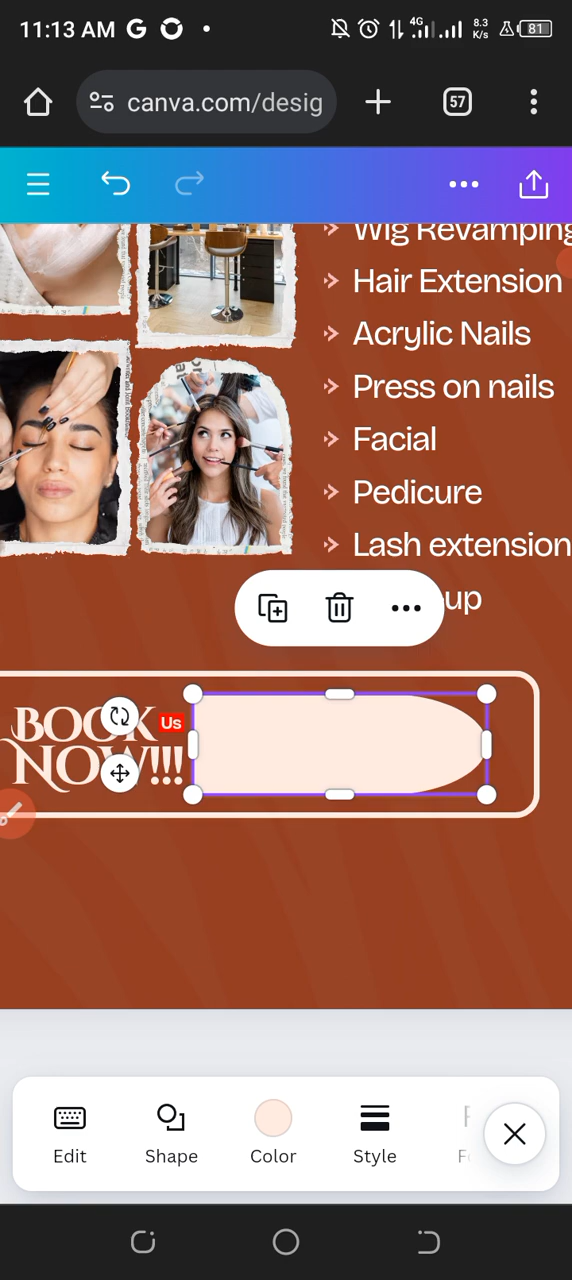 11:13 AM
4G
8.3
K/s
81
canva.com/desig
57
Wig Revamping
Hair Extension
Acrylic Nails
Press on nails
Facial
Pedicure
Lash extension
up
BOOK
Us
NOW!!!
Edit
Shape
Color
Style